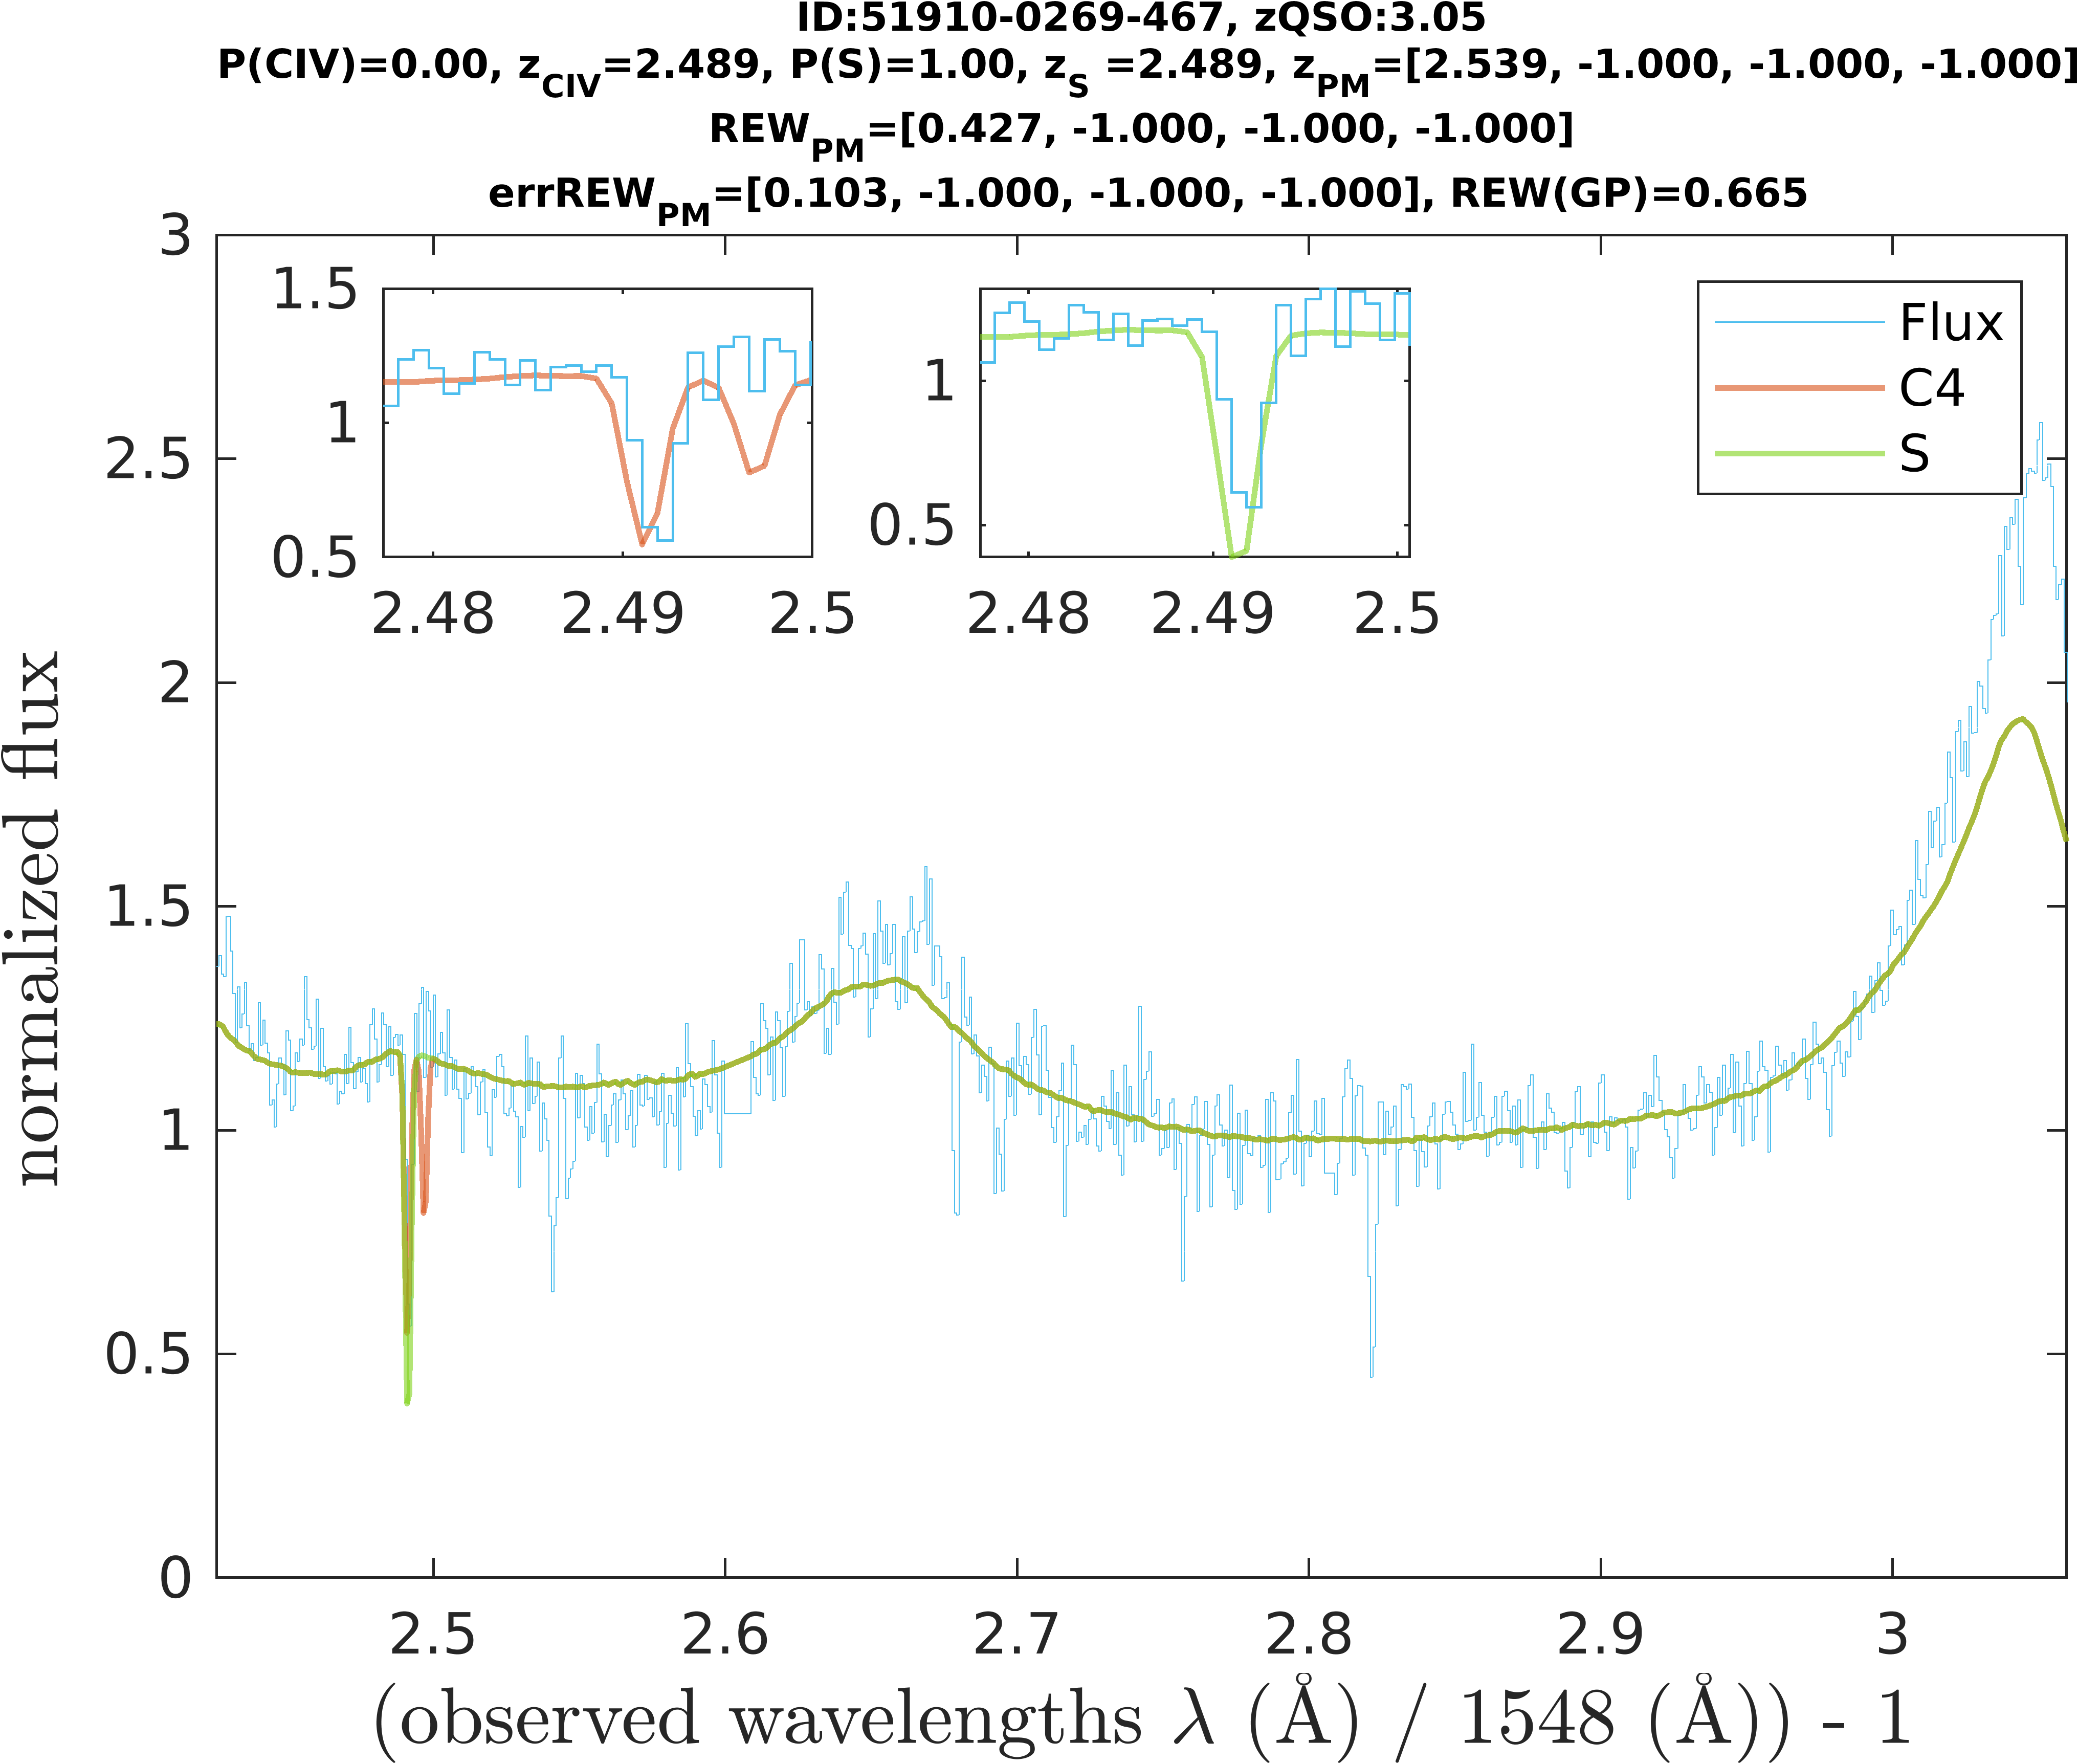 ID:51910-0269-467, zQSO:3.05
P(CIV)=0.00, zCIV=2.489, P(S)=1.00, zS=2.489, zPM=[2.539, -1.000, -1.000, -1.000]
REWPM=[0.427, -1.000, -1.000, -1.000]
errREWPM=[0.103, -1.000, -1.000, -1.000], REW(GP)=0.665
3
2.5
2
1.5
1
0.5
0
normalized flux
1.5
1
0.5
2.48 2.49 2.5
1
0.5
2.48 2.49 2.5
Flux
C4
S
2.5 2.6 2.7 2.8 2.9 3
(observed wavelengths λ (Å) / 1548 (Å)) - 1